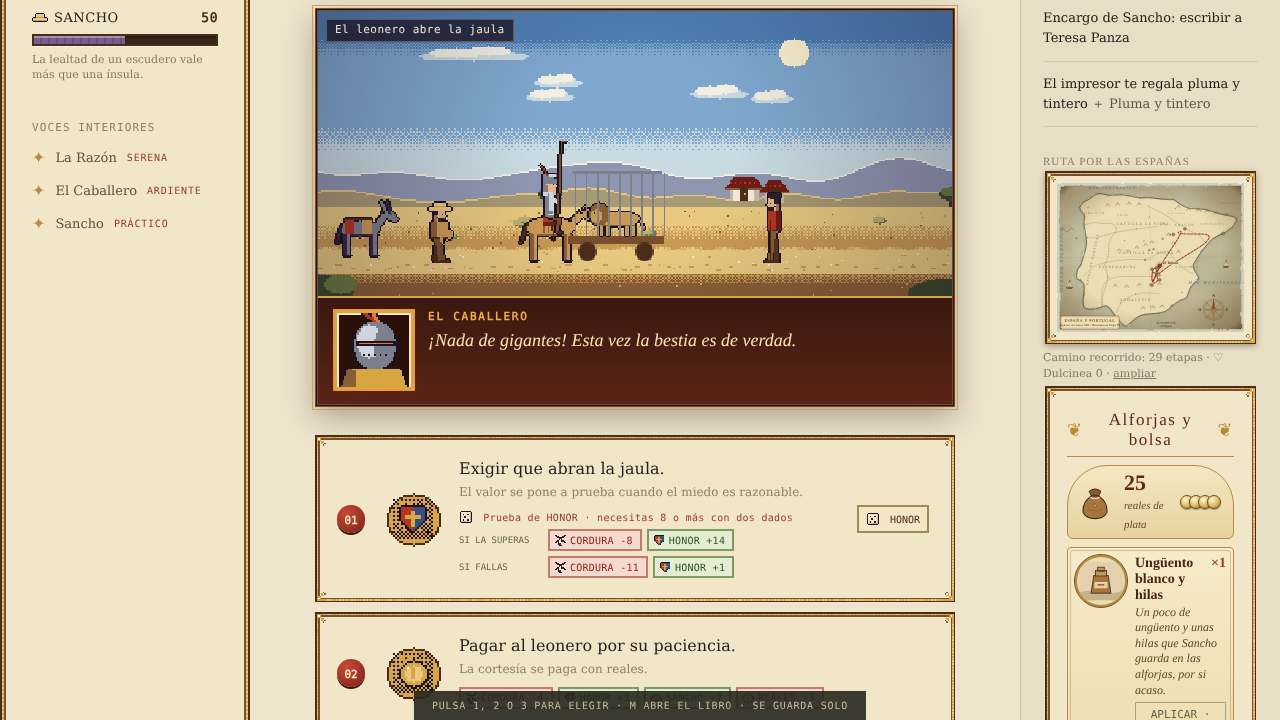 SANCHO 50
La lealtad de un escudero vale
más que una ínsula.
VOCES INTERIORES
La Razón SERENA
El Caballero ARDIENTE
Sancho PRÁCTICO
El leonero abre la jaula
EL CABALLERO
¡Nada de gigantes! Esta vez la bestia es de verdad.
01
Exigir que abran la jaula.
El valor se pone a prueba cuando el miedo es razonable.
Prueba de HONOR · necesitas 8 o más con dos dados
SI LA SUPERAS CORDURA -8 HONOR +14
SI FALLAS CORDURA -11 HONOR +1
HONOR
02
Pagar al leonero por su paciencia.
La cortesía se paga con reales.
PULSA 1, 2 O 3 PARA ELEGIR · M ABRE EL LIBRO · SE GUARDA SOLO
Encargo de Sancho: escribir a
Teresa Panza
El impresor te regala pluma y
tintero + Pluma y tintero
RUTA POR LAS ESPAÑAS
Camino recorrido: 29 etapas · ♡
Dulcinea 0 · ampliar
Alforjas y
bolsa
25
reales de
plata
Ungüento ×1
blanco y
hilas
Un poco de
ungüento y unas
hilas que Sancho
guarda en las
alforjas, por si
acaso.
APLICAR ·